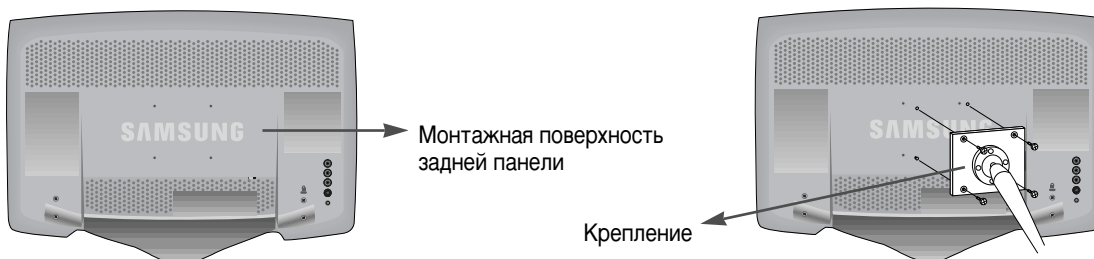 SAMSUNG
Монтажная поверхность
задней панели
SAMSUNG
Крепление